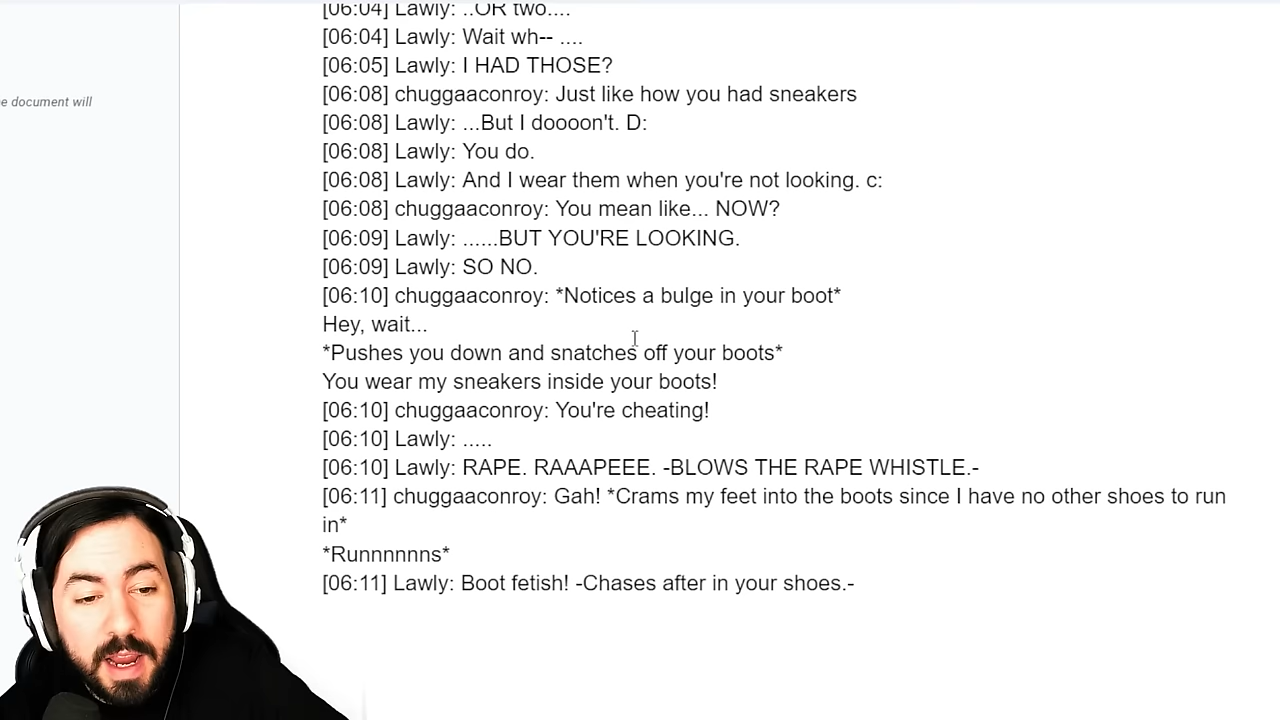 [06:04] Lawly: ..OR two....
[06:04] Lawly: Wait wh-- ....
[06:05] Lawly: I HAD THOSE?
[06:08] chuggaaconroy: Just like how you had sneakers
e document will
[06:08] Lawly: ...But I doooon't. D:
[06:08] Lawly: You do.
[06:08] Lawly: And I wear them when you're not looking. c:
[06:08] chuggaaconroy: You mean like... NOW?
[06:09] Lawly: ......BUT YOU'RE LOOKING.
[06:09] Lawly: SO NO.
[06:10] chuggaaconroy: *Notices a bulge in your boot*
Hey, wait...
*Pushes you down and snatches off your boots*
You wear my sneakers inside your boots!
[06:10] chuggaaconroy: You're cheating!
[06:10] Lawly: .....
[06:10] Lawly: RAPE. RAAAPEEE. -BLOWS THE RAPE WHISTLE.-
[06:11] chuggaaconroy: Gah! *Crams my feet into the boots since I have no other shoes to run
in*
*Runnnnnns*
[06:11] Lawly: Boot fetish! -Chases after in your shoes.-